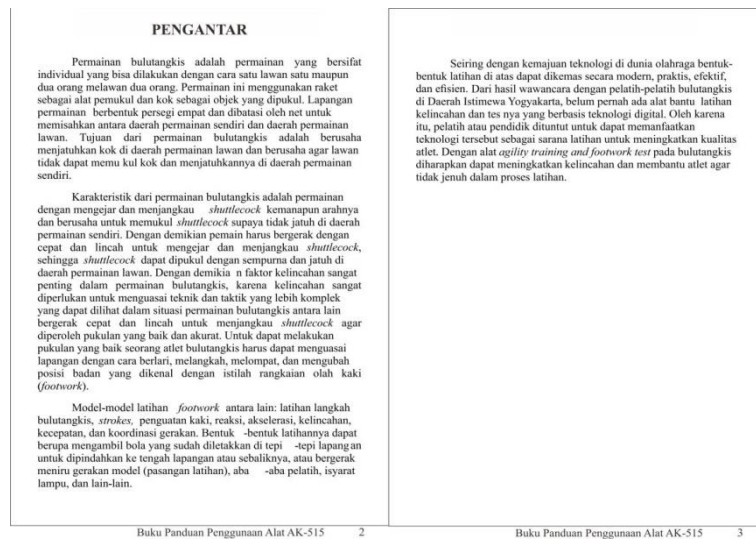 PENGANTAR
Permainan bulutangkis adalah permainan yang bersifat
individual yang bisa dilakukan dengan cara satu lawan satu maupun
dua orang melawan dua orang. Permainan ini menggunakan raket
sebagai alat pemukul dan kok sebagai objek yang dipukul. Lapangan
permainan berbentuk persegi empat dan dibatasi oleh net untuk
memisahkan antara daerah permainan sendiri dan daerah permainan
lawan. Tujuan dari permainan bulutangkis adalah berusaha
menjatuhkan kok di daerah permainan lawan dan berusaha agar lawan
tidak dapat memu kul kok dan menjatuhkannya di daerah permainan
sendiri.
Karakteristik dari permainan bulutangkis adalah permainan
dengan mengejar dan menjangkau shuttlecock kemanapun arahnya
dan berusaha untuk memukul shuttlecock supaya tidak jatuh di daerah
permainan sendiri. Dengan demikian pemain harus bergerak dengan
cepat dan lincah untuk mengejar dan menjangkau shuttlecock,
sehingga shuttlecock dapat dipukul dengan sempurna dan jatuh di
daerah permainan lawan. Dengan demikia n faktor kelincahan sangat
penting dalam permainan bulutangkis, karena kelincahan sangat
diperlukan untuk menguasai teknik dan taktik yang lebih komplek
yang dapat dilihat dalam situasi permainan bulutangkis antara lain
bergerak cepat dan lincah untuk menjangkau shuttlecock agar
diperoleh pukulan yang baik dan akurat. Untuk dapat melakukan
pukulan yang baik seorang atlet bulutangkis harus dapat menguasai
lapangan dengan cara berlari, melangkah, melompat, dan mengubah
posisi badan yang dikenal dengan istilah rangkaian olah kaki
(footwork).
Model-model latihan footwork antara lain: latihan langkah
bulutangkis, strokes, penguatan kaki, reaksi, akselerasi, kelincahan,
kecepatan, dan koordinasi gerakan. Bentuk -bentuk latihannya dapat
berupa mengambil bola yang sudah diletakkan di tepi -tepi lapangan
untuk dipindahkan ke tengah lapangan atau sebaliknya, atau bergerak
meniru gerakan model (pasangan latihan), aba -aba pelatih, isyarat
lampu, dan lain-lain.
Buku Panduan Penggunaan Alat AK-515 2
Seiring dengan kemajuan teknologi di dunia olahraga bentuk-
bentuk latihan di atas dapat dikemas secara modern, praktis, efektif,
dan efisien. Dari hasil wawancara dengan pelatih-pelatih bulutangkis
di Daerah Istimewa Yogyakarta, belum pernah ada alat bantu latihan
kelincahan dan tes nya yang berbasis teknologi digital. Oleh karena
itu, pelatih atau pendidik dituntut untuk dapat memanfaatkan
teknologi tersebut sebagai sarana latihan untuk meningkatkan kualitas
atlet. Dengan alat agility training and footwork test pada bulutangkis
diharapkan dapat meningkatkan kelincahan dan membantu atlet agar
tidak jenuh dalam proses latihan.
Buku Panduan Penggunaan Alat AK-515 3